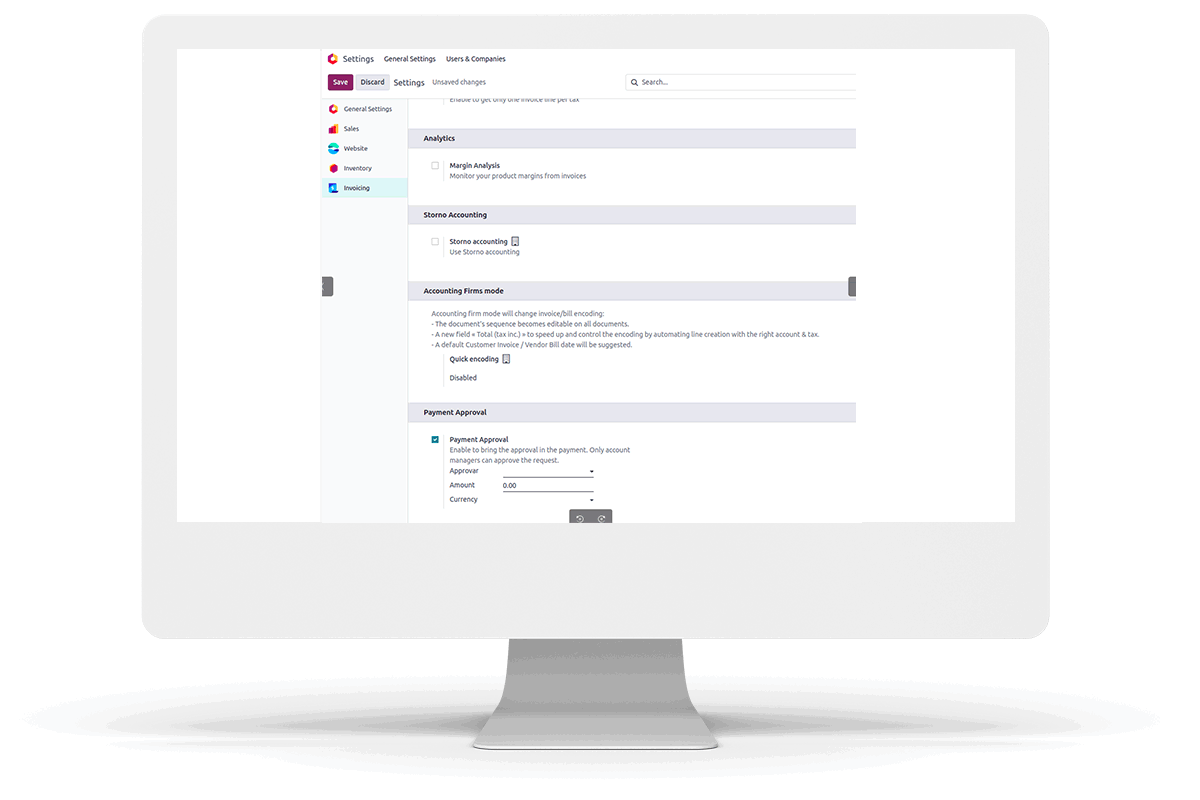 Settings General Settings Users & Companies
Save Discard Settings Unsaved changes Search...
Enable to get only one invoice line per tax
General Settings
Sales
Website
Inventory
Invoicing
Analytics
Margin Analysis
Monitor your product margins from invoices
Storno Accounting
Storno accounting
Use Storno accounting
Accounting Firms mode
Accounting firm mode will change invoice/bill encoding:
- The document's sequence becomes editable on all documents.
- A new field « Total (tax inc.) » to speed up and control the encoding by automating line creation with the right account & tax.
- A default Customer Invoice / Vendor Bill date will be suggested.
Quick encoding
Disabled
Payment Approval
Payment Approval
Enable to bring the approval in the payment. Only account
managers can approve the request.
Approvar
Amount 0.00
Currency